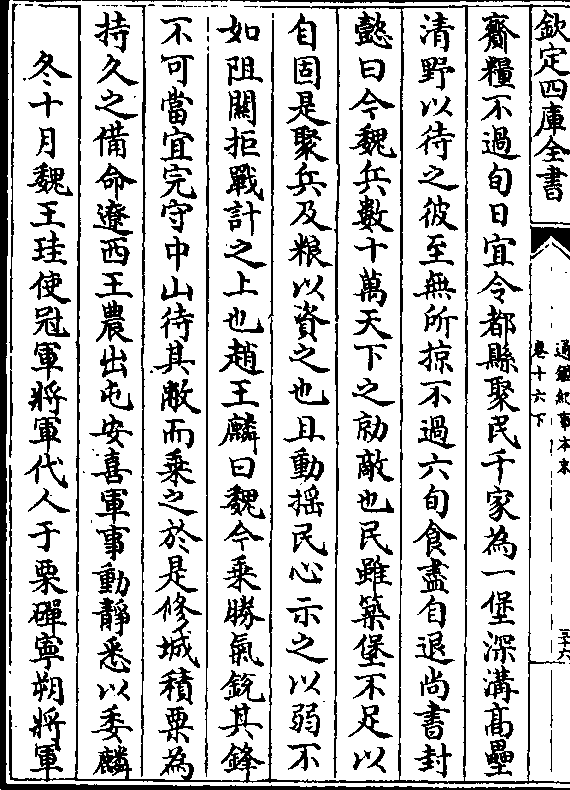 欽定四庫全書
通鑑紀事本末
卷十六下
三十六
齎糧不過旬日宜令都縣聚民千家為一堡深溝高壘
清野以待之彼至無所掠不過六旬食盡自退尚書封
懿曰今魏兵數十萬天下之勍敵也民雖築堡不足以
自固是聚兵及粮以資之也且動揺民心示之以弱不
如阻關拒戰計之上也趙王麟曰魏今乗勝氣鋭其鋒
不可當宜完守中山待其敝而乗之於是修城積粟為
持久之備命遼西王農出屯安喜軍事動靜悉以委麟
冬十月魏王珪使冠軍將軍代人于栗磾寧朔將軍